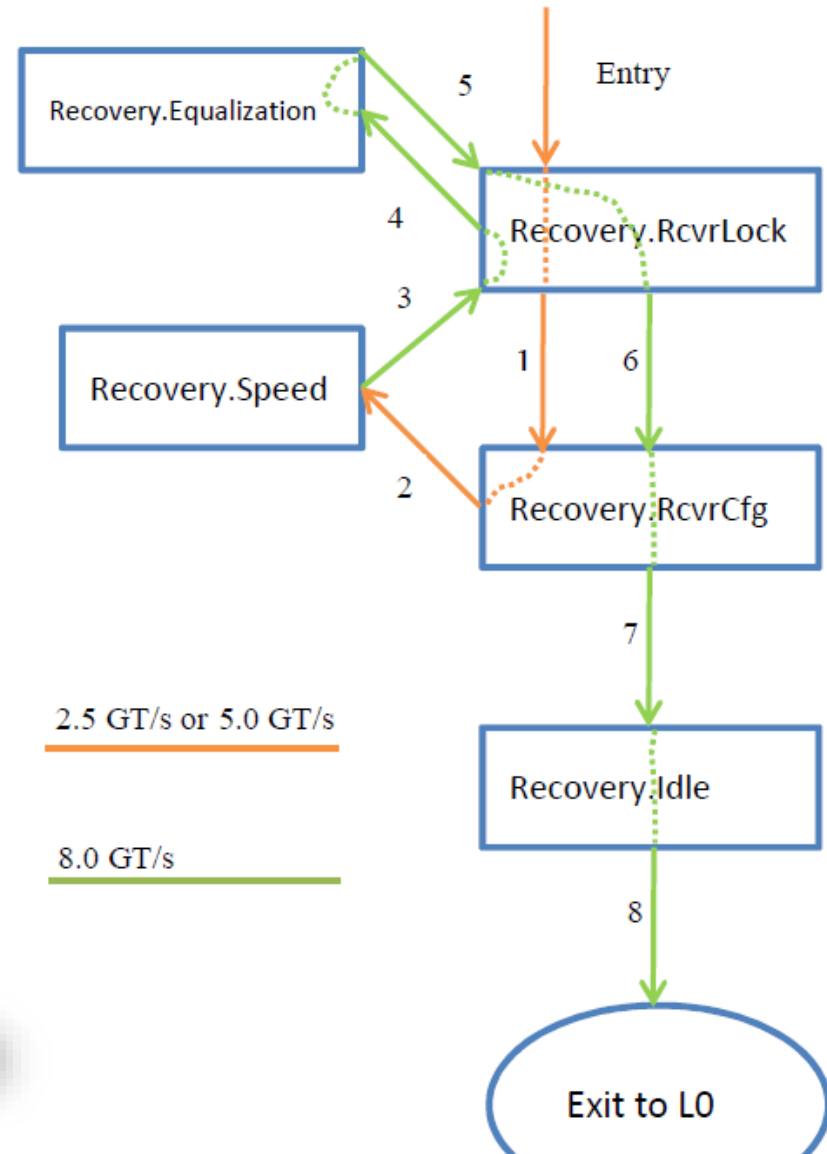 Entry
5
Recovery.Equalization
4
Recovery.RcvrLock
3
1
6
Recovery.Speed
2
Recovery.RcvrCfg
7
2.5 GT/s or 5.0 GT/s
Recovery.Idle
8.0 GT/s
8
Exit to L0